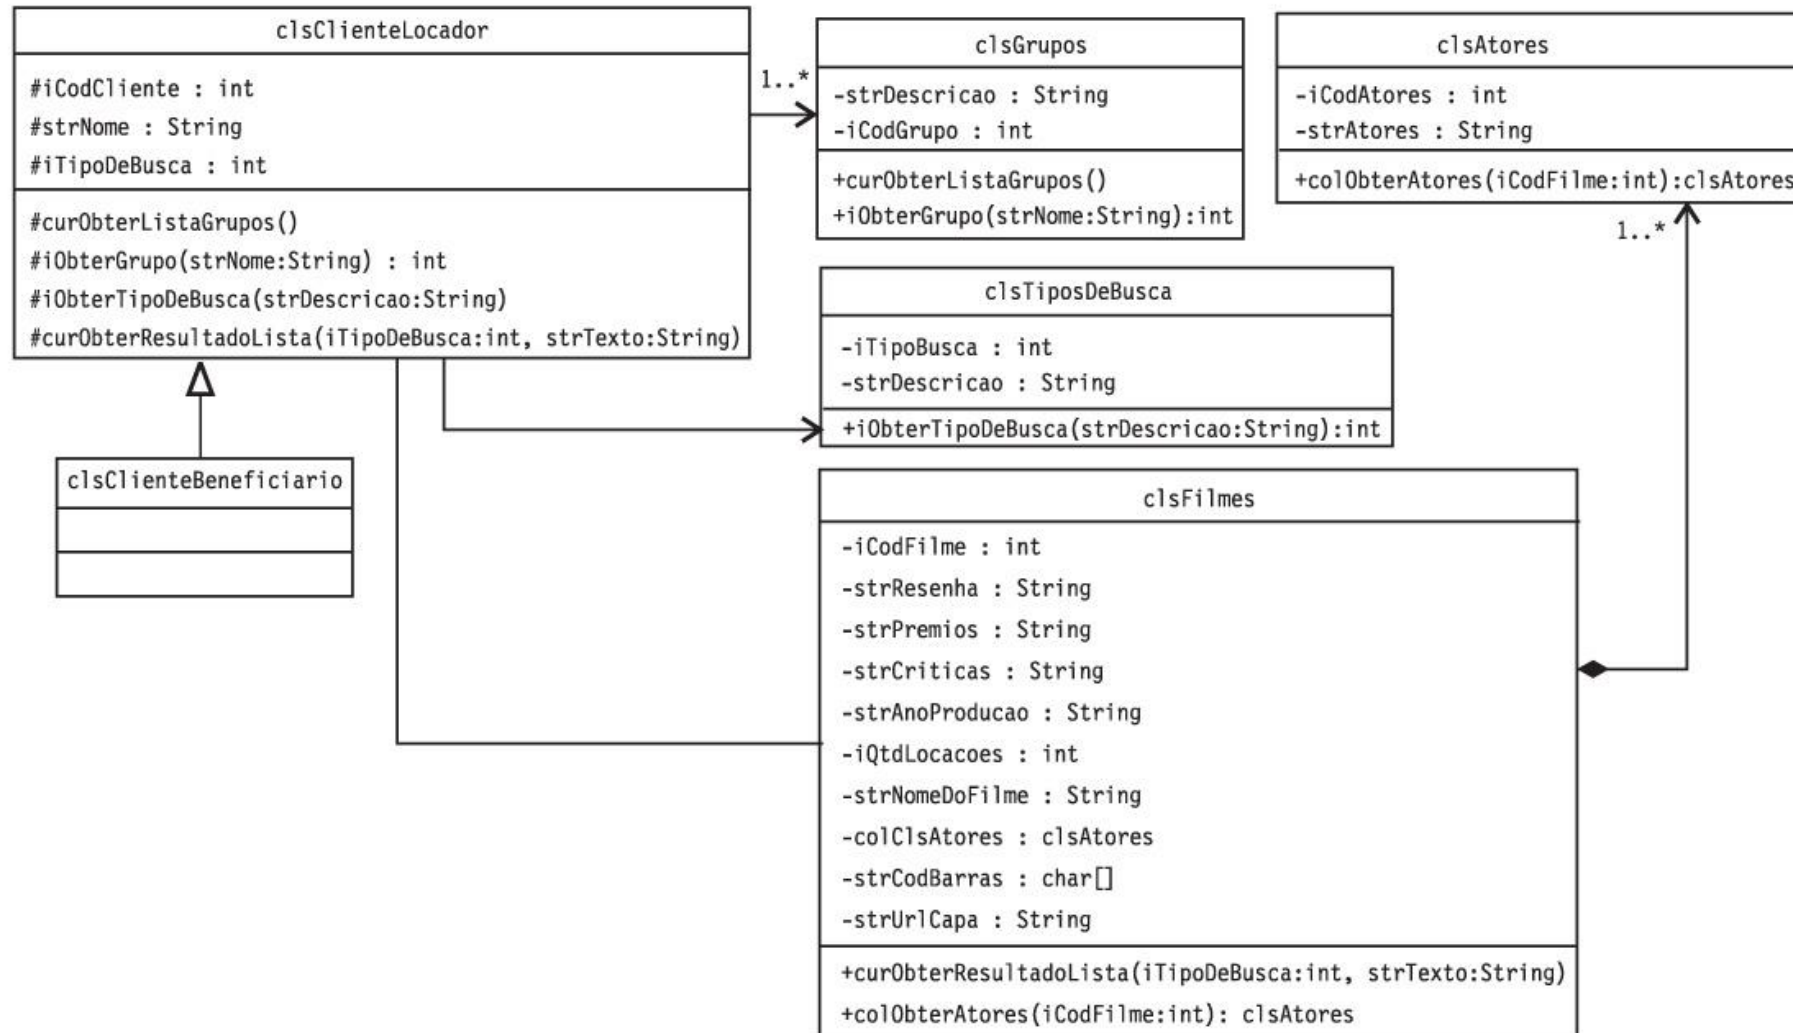 clsClienteLocador
#iCodCliente : int
#strNome : String
#iTipoDeBusca : int
#curObterListaGrupos()
#iObterGrupo(strNome:String) : int
#iObterTipoDeBusca(strDescricao:String)
#curObterResultadoLista(iTipoDeBusca:int, strTexto:String)
1..*
clsGrupos
-strDescricao : String
-iCodGrupo : int
+curObterListaGrupos()
+iObterGrupo(strNome:String):int
clsAtores
-iCodAtores : int
-strAtores : String
+colObterAtores(iCodFilme:int):clsAtores
1..*
clsTiposDeBusca
-iTipoBusca : int
-strDescricao : String
+iObterTipoDeBusca(strDescricao:String):int
clsClienteBeneficiario
clsFilmes
-iCodFilme : int
-strResenha : String
-strPremios : String
-strCriticas : String
-strAnoProducao : String
-iQtdLocacoes : int
-strNomeDoFilme : String
-colClsAtores : clsAtores
-strCodBarras : char[]
-strUrlCapa : String
+curObterResultadoLista(iTipoDeBusca:int, strTexto:String)
+colObterAtores(iCodFilme:int): clsAtores